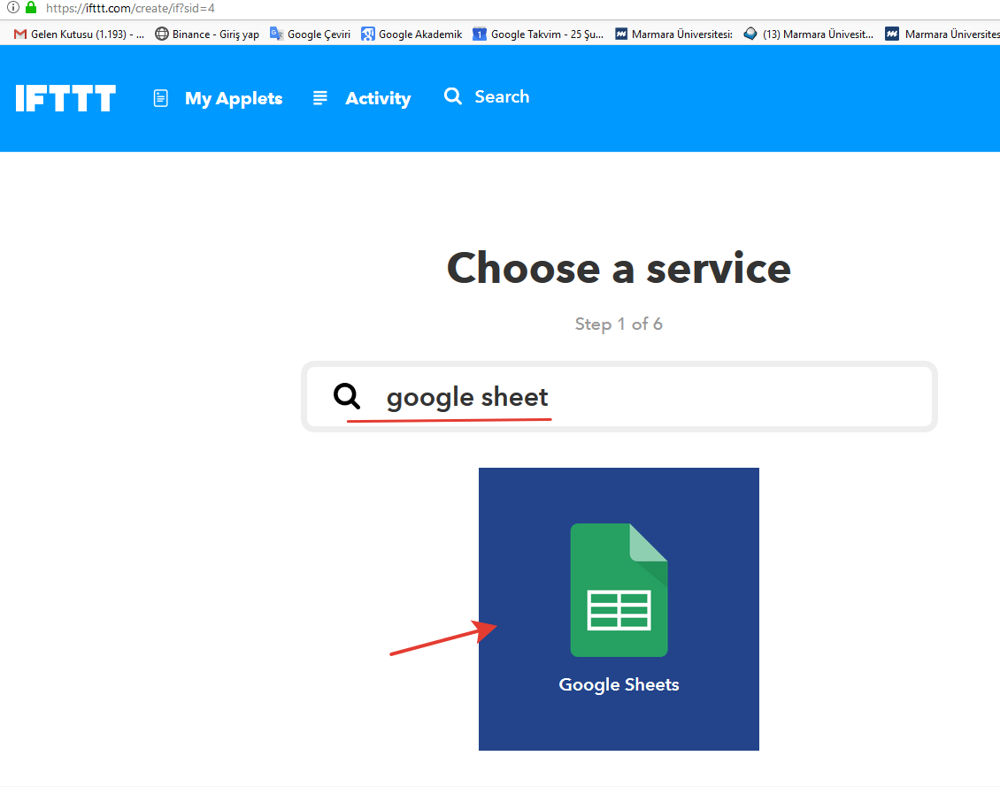 https://ifttt.com/create/if?sid=4
Gelen Kutusu (1.193) - ... Binance - Giriş yap Google Çeviri Google Akademik 1 Google Takvim - 25 Şu... Marmara Üniversitesi: (13) Marmara Ünivesit... Marmara Üniversites
IFTTT My Applets Activity Search
Choose a service
Step 1 of 6
google sheet
Google Sheets